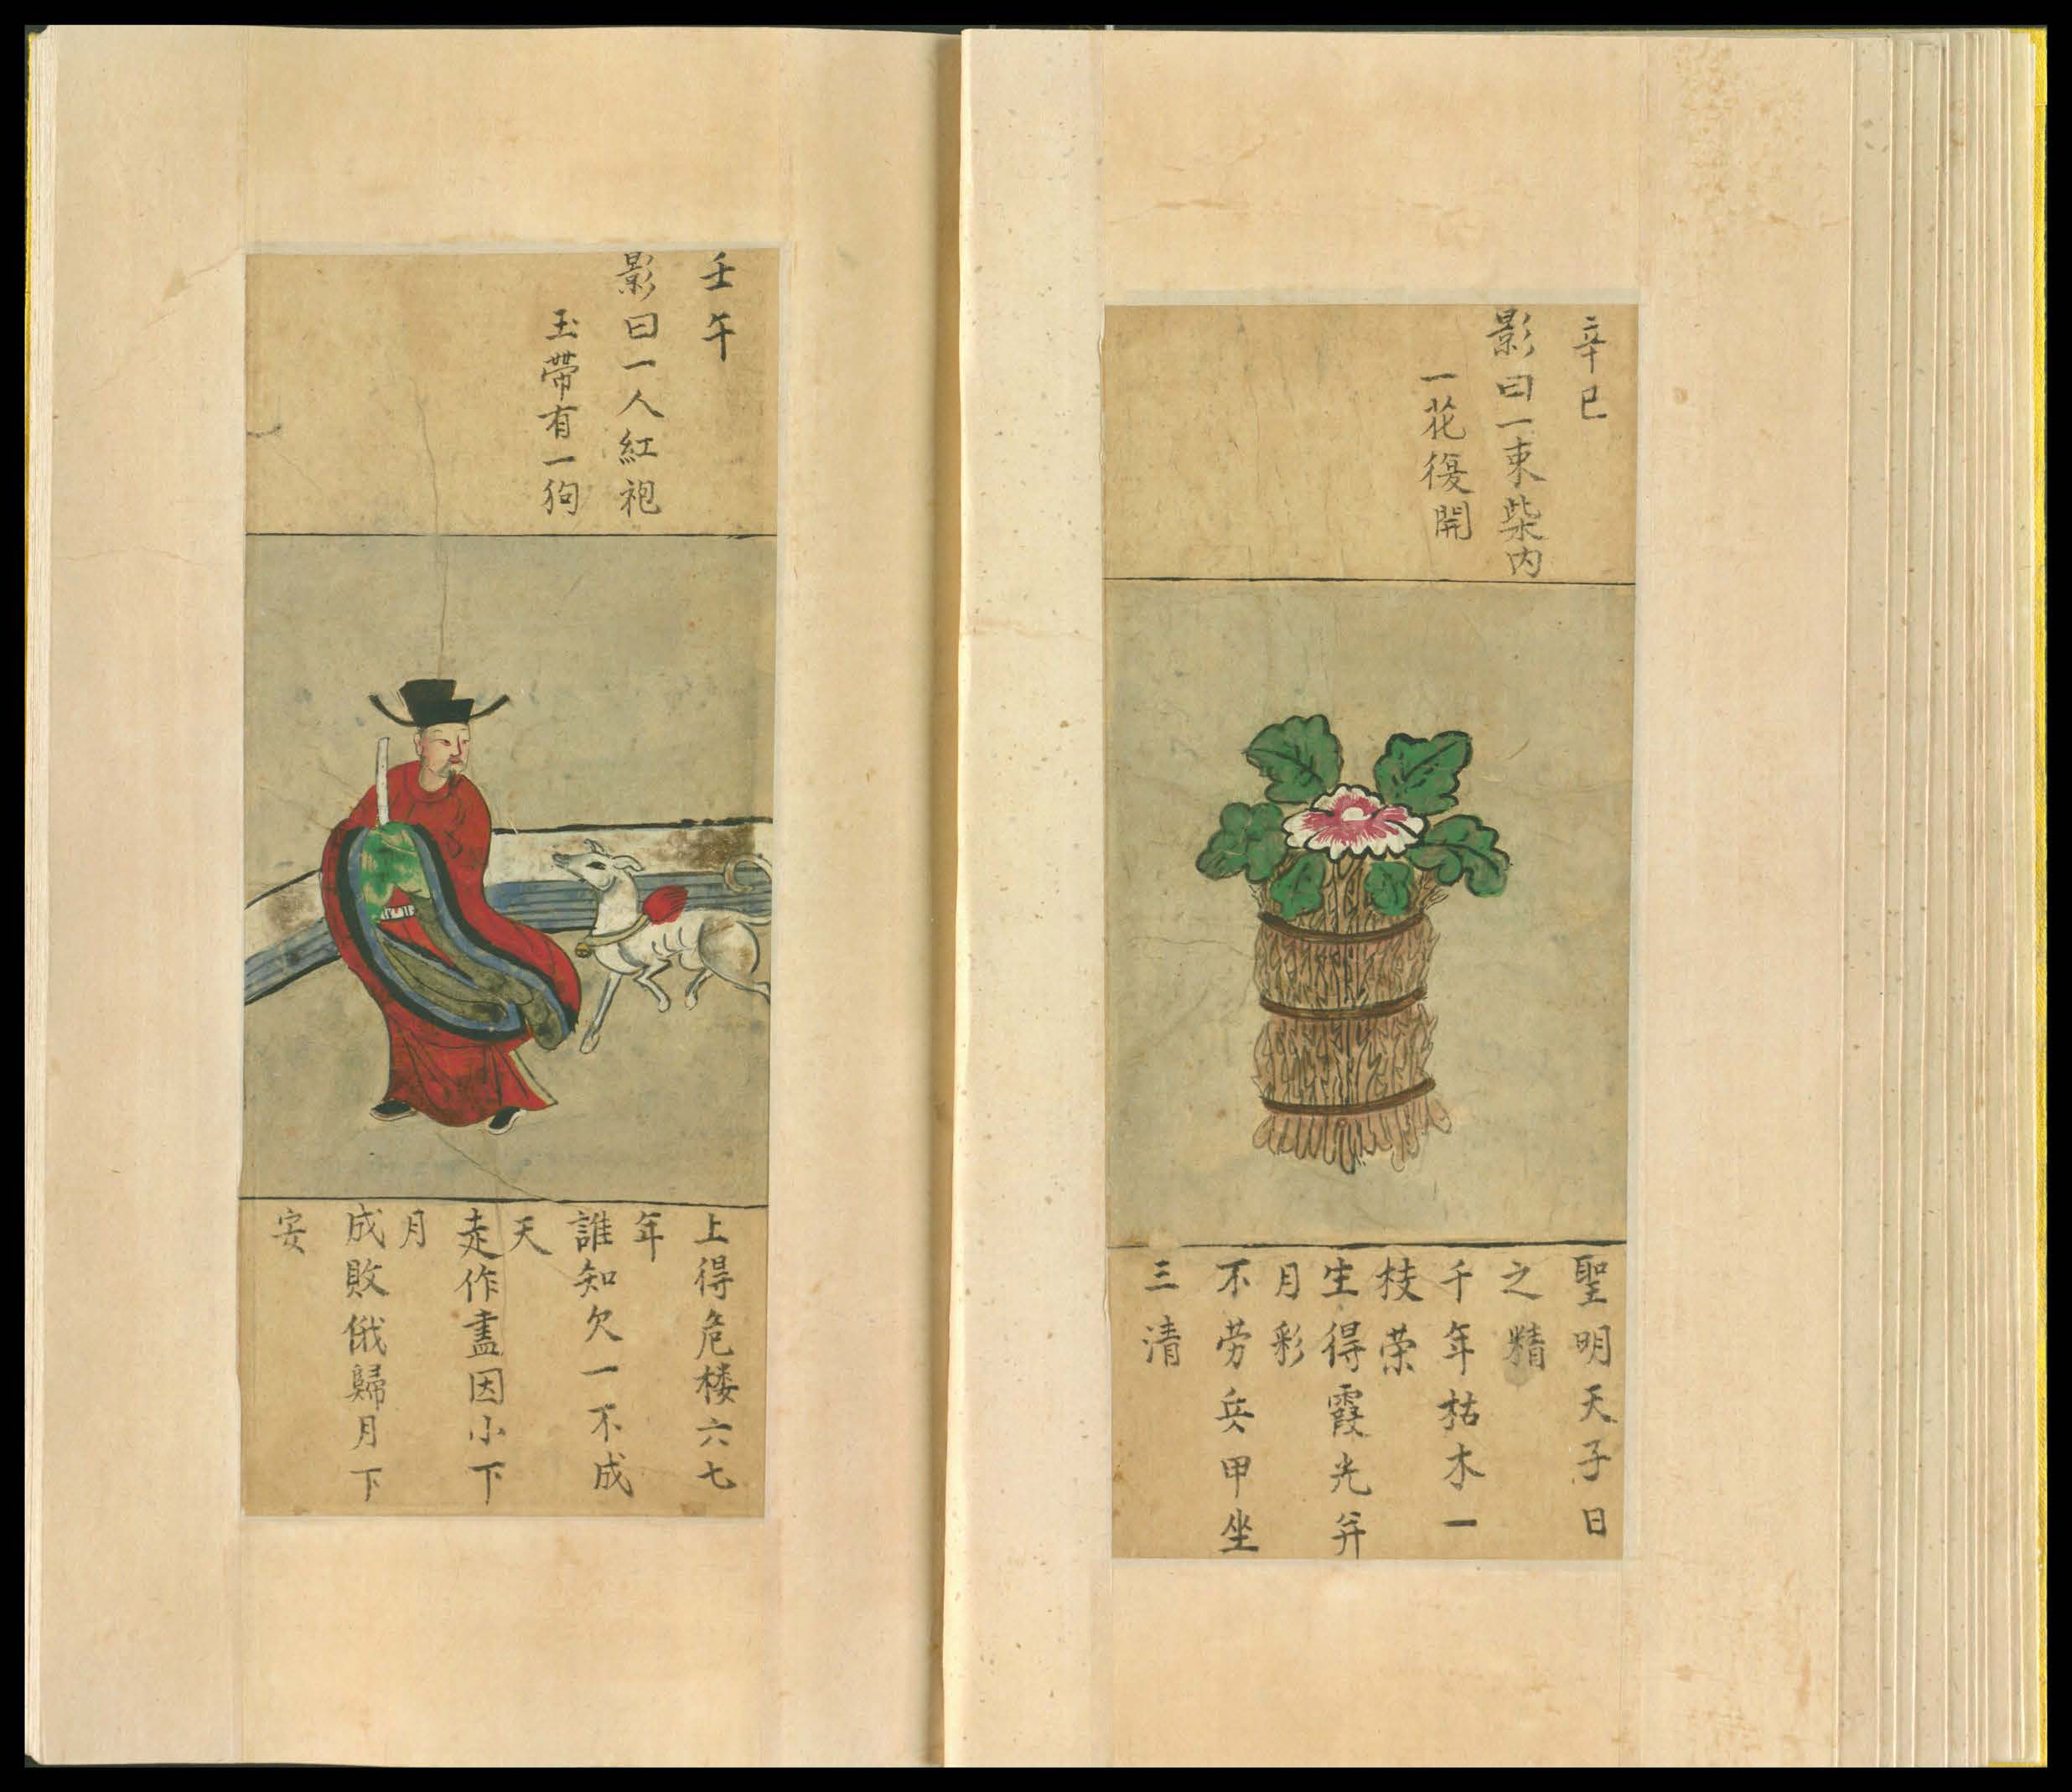 辛巳
影曰一束柴内
一花復開
聖明天子日
之精
千年枯木一
枝荣
生得霞光并
月彩
不劳兵甲坐
三清
壬午
影曰一人紅袍
玉帶有一狗
上得危楼六七
年
誰知欠一不成
天
走作盡因小下
月
成敗俄歸月下
安